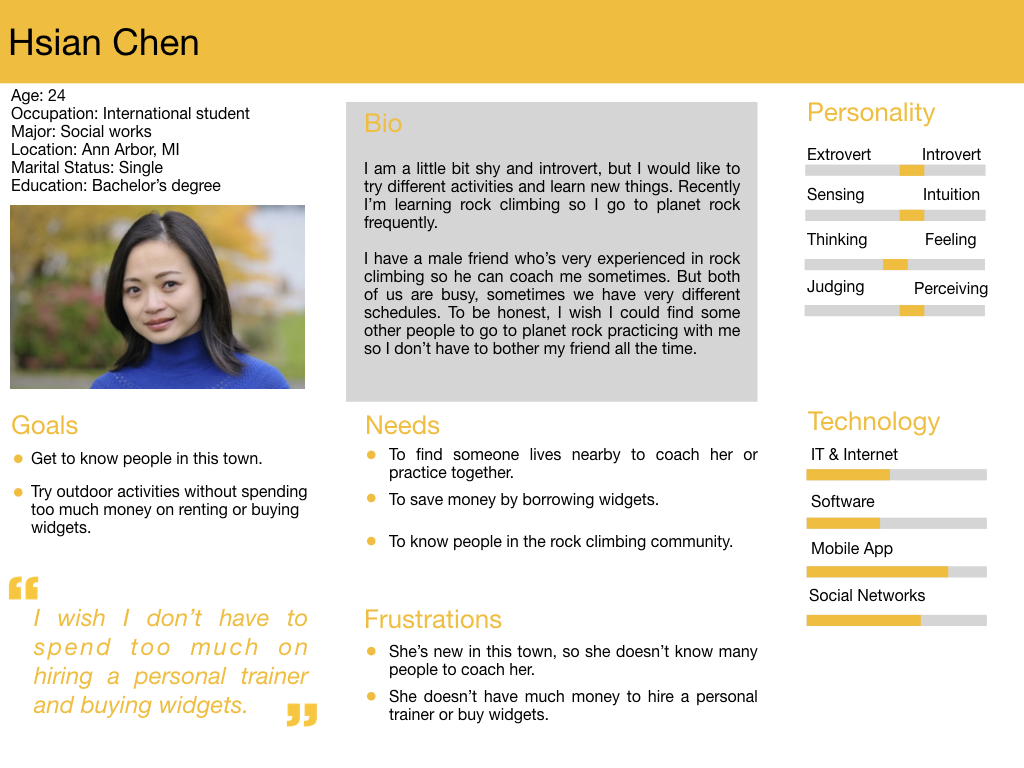 Hsian Chen
Age: 24
Occupation: International student
Major: Social works
Location: Ann Arbor, MI
Marital Status: Single
Education: Bachelor’s degree
Goals
Get to know people in this town.
Try outdoor activities without spending
too much money on renting or buying
widgets.
“
I wish I don’t have to
spend too much on
hiring a personal trainer
and buying widgets.
”
Bio
I am a little bit shy and introvert, but I would like to
try different activities and learn new things. Recently
I’m learning rock climbing so I go to planet rock
frequently.
I have a male friend who’s very experienced in rock
climbing so he can coach me sometimes. But both
of us are busy, sometimes we have very different
schedules. To be honest, I wish I could find some
other people to go to planet rock practicing with me
so I don’t have to bother my friend all the time.
Needs
To find someone lives nearby to coach her or
practice together.
To save money by borrowing widgets.
To know people in the rock climbing community.
Frustrations
She’s new in this town, so she doesn’t know many
people to coach her.
She doesn’t have much money to hire a personal
trainer or buy widgets.
Personality
Extrovert Introvert
Sensing Intuition
Thinking Feeling
Judging Perceiving
Technology
IT & Internet
Software
Mobile App
Social Networks